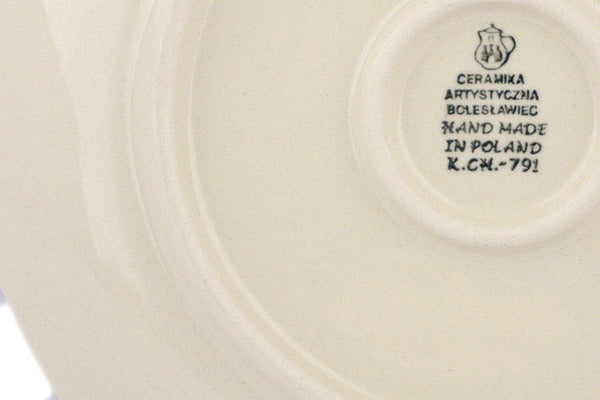 CERAMIKA
ARTYSTYCZNA
BOLESŁAWIEC
HAND MADE
IN POLAND
K.CH.-791